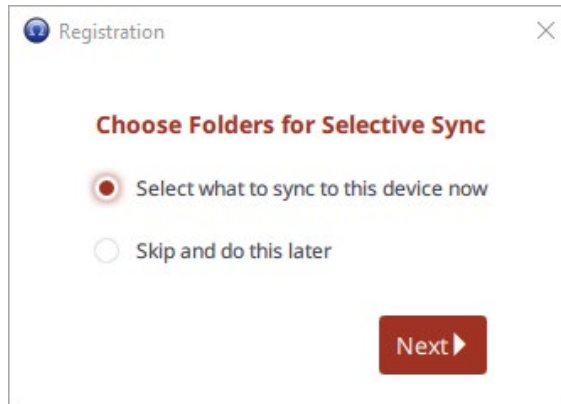 Registration
Choose Folders for Selective Sync
Select what to sync to this device now
Skip and do this later
Next